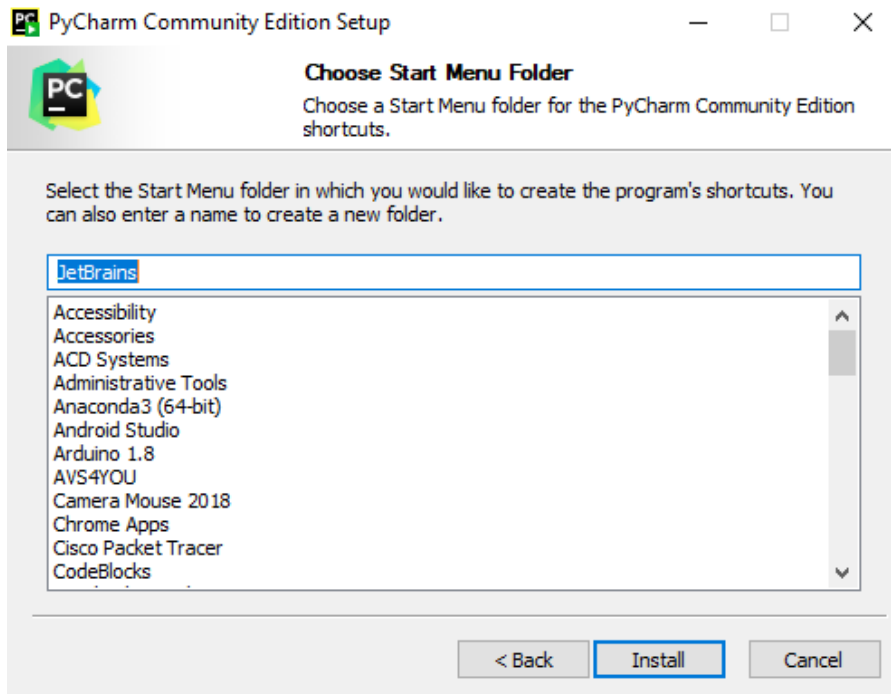 PyCharm Community Edition Setup
PC
Choose Start Menu Folder
Choose a Start Menu folder for the PyCharm Community Edition
shortcuts.
Select the Start Menu folder in which you would like to create the program's shortcuts. You
can also enter a name to create a new folder.
JetBrains
Accessibility
Accessories
ACD Systems
Administrative Tools
Anaconda3 (64-bit)
Android Studio
Arduino 1.8
AVS4YOU
Camera Mouse 2018
Chrome Apps
Cisco Packet Tracer
CodeBlocks
< Back Install Cancel